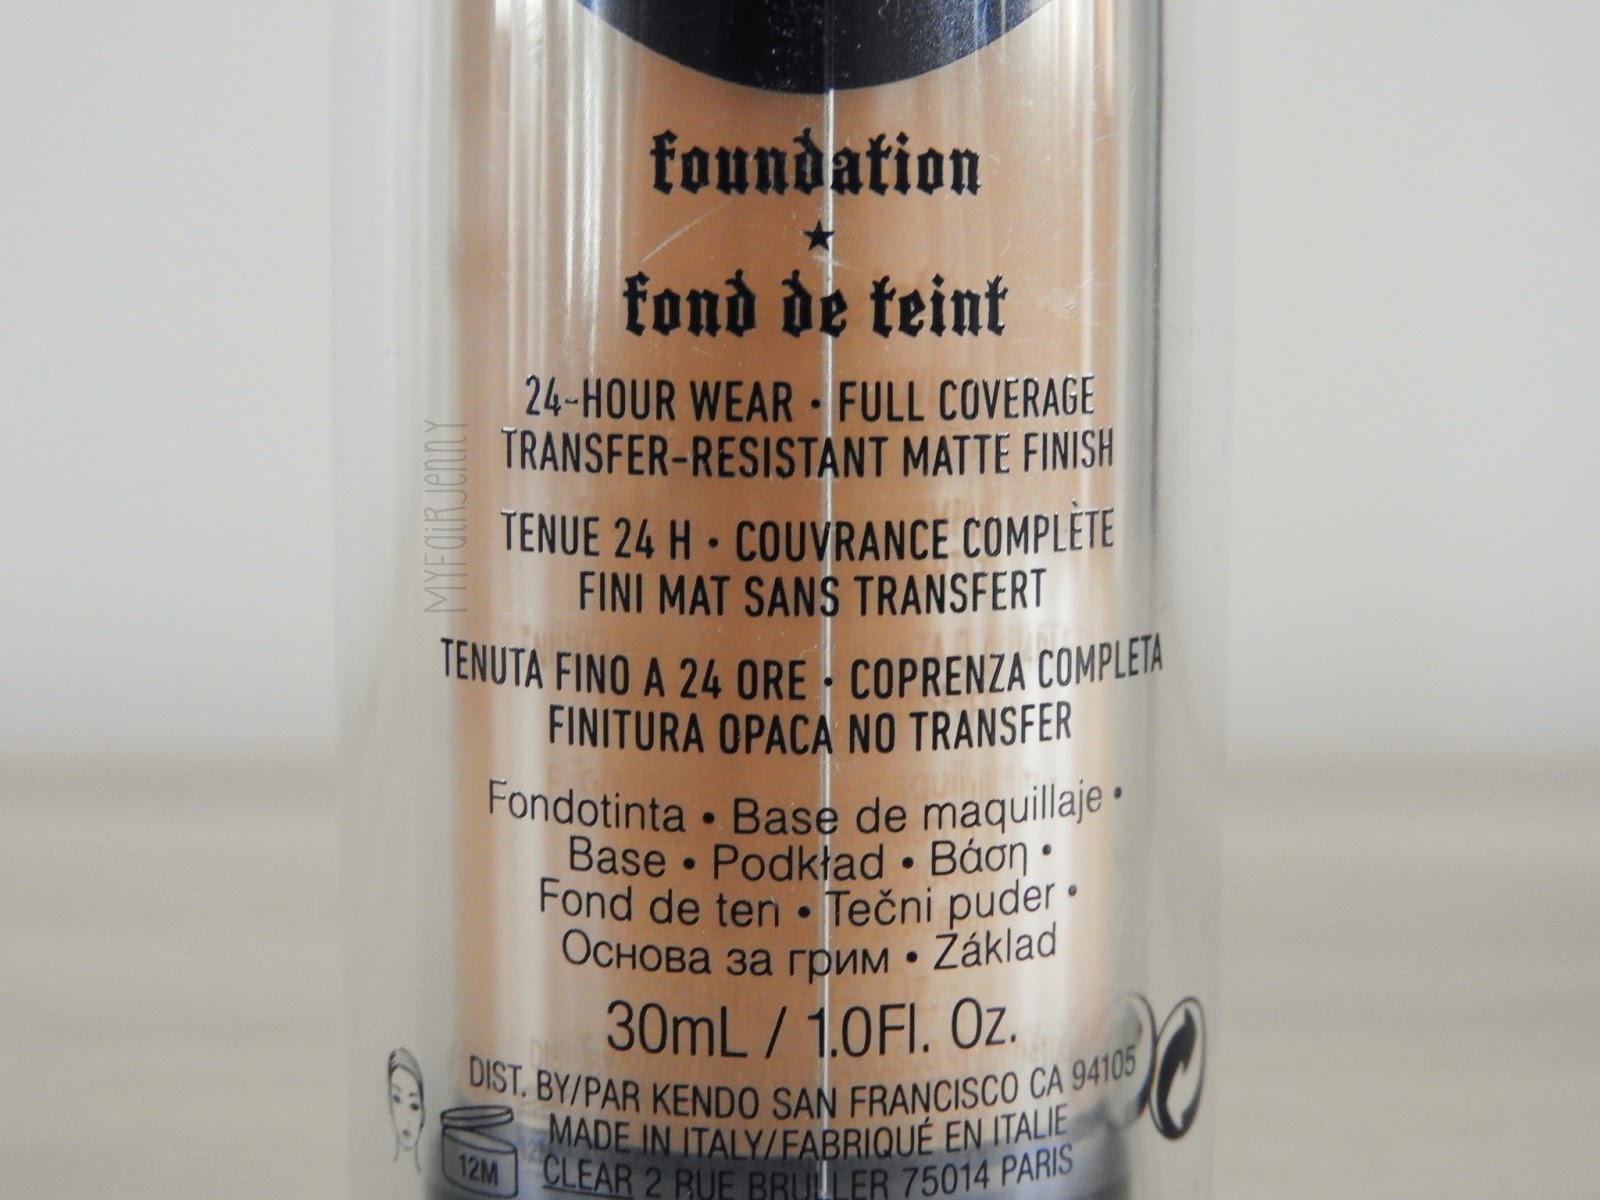 foundation
★
fond de teint
24-HOUR WEAR • FULL COVERAGE
TRANSFER-RESISTANT MATTE FINISH
TENUE 24 H • COUVRANCE COMPLÈTE
FINI MAT SANS TRANSFERT
TENUTA FINO A 24 ORE • COPRENZA COMPLETA
FINITURA OPACA NO TRANSFER
Fondotinta • Base de maquillaje •
Base • Podkład • Βάση •
Fond de ten • Tečni puder •
Основа за грим • Základ
30mL / 1.0Fl. Oz.
DIST. BY/PAR KENDO SAN FRANCISCO CA 94105
MADE IN ITALY/FABRIQUÉ EN ITALIE
CLEAR 2 RUE BRULLER 75014 PARIS
12M
MYFAIRJENNY